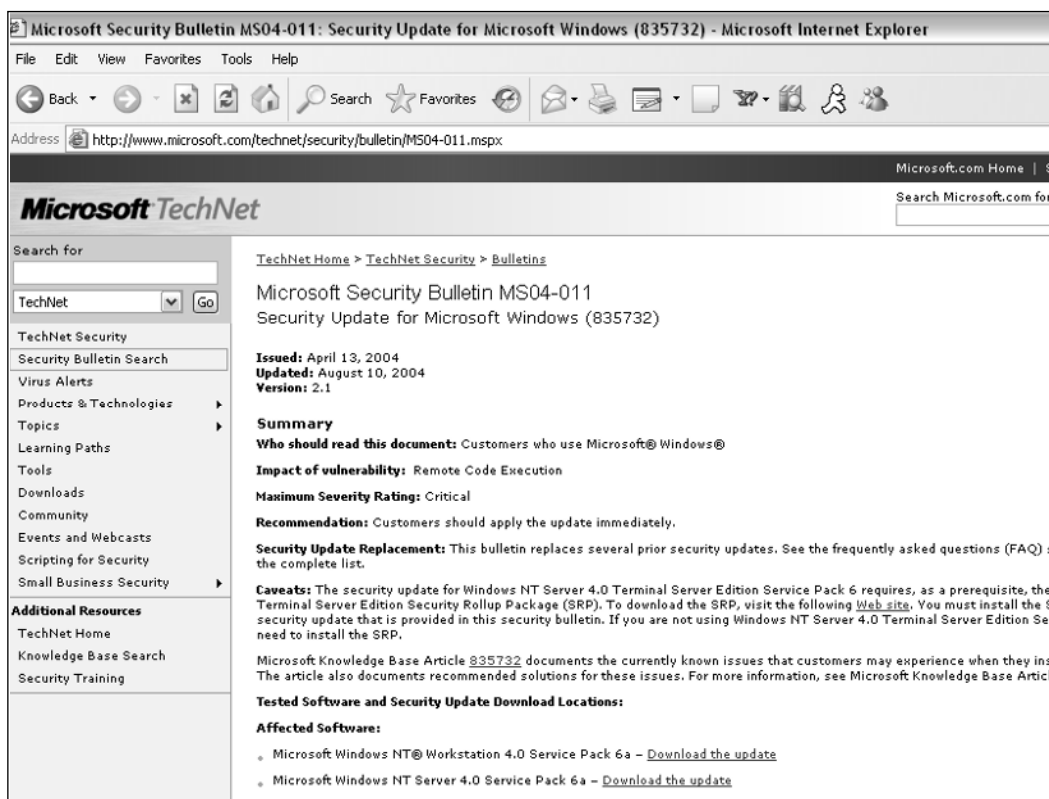 Microsoft Security Bulletin MS04-011: Security Update for Microsoft Windows (835732) - Microsoft Internet Explorer
File Edit View Favorites Tools Help
Back Search Favorites
Address http://www.microsoft.com/technet/security/bulletin/MS04-011.mspx
Microsoft.com Home |
Microsoft TechNet
Search Microsoft.com for
Search for
TechNet Go
TechNet Security
Security Bulletin Search
Virus Alerts
Products & Technologies
Topics
Learning Paths
Tools
Downloads
Community
Events and Webcasts
Scripting for Security
Small Business Security
Additional Resources
TechNet Home
Knowledge Base Search
Security Training
TechNet Home > TechNet Security > Bulletins
Microsoft Security Bulletin MS04-011
Security Update for Microsoft Windows (835732)
Issued: April 13, 2004
Updated: August 10, 2004
Version: 2.1
Summary
Who should read this document: Customers who use Microsoft® Windows®
Impact of vulnerability: Remote Code Execution
Maximum Severity Rating: Critical
Recommendation: Customers should apply the update immediately.
Security Update Replacement: This bulletin replaces several prior security updates. See the frequently asked questions (FAQ)
the complete list.
Caveats: The security update for Windows NT Server 4.0 Terminal Server Edition Service Pack 6 requires, as a prerequisite, the
Terminal Server Edition Security Rollup Package (SRP). To download the SRP, visit the following Web site. You must install the
security update that is provided in this security bulletin. If you are not using Windows NT Server 4.0 Terminal Server Edition
need to install the SRP.
Microsoft Knowledge Base Article 835732 documents the currently known issues that customers may experience when they
The article also documents recommended solutions for these issues. For more information, see Microsoft Knowledge Base
Tested Software and Security Update Download Locations:
Affected Software:
• Microsoft Windows NT® Workstation 4.0 Service Pack 6a – Download the update
• Microsoft Windows NT Server 4.0 Service Pack 6a – Download the update